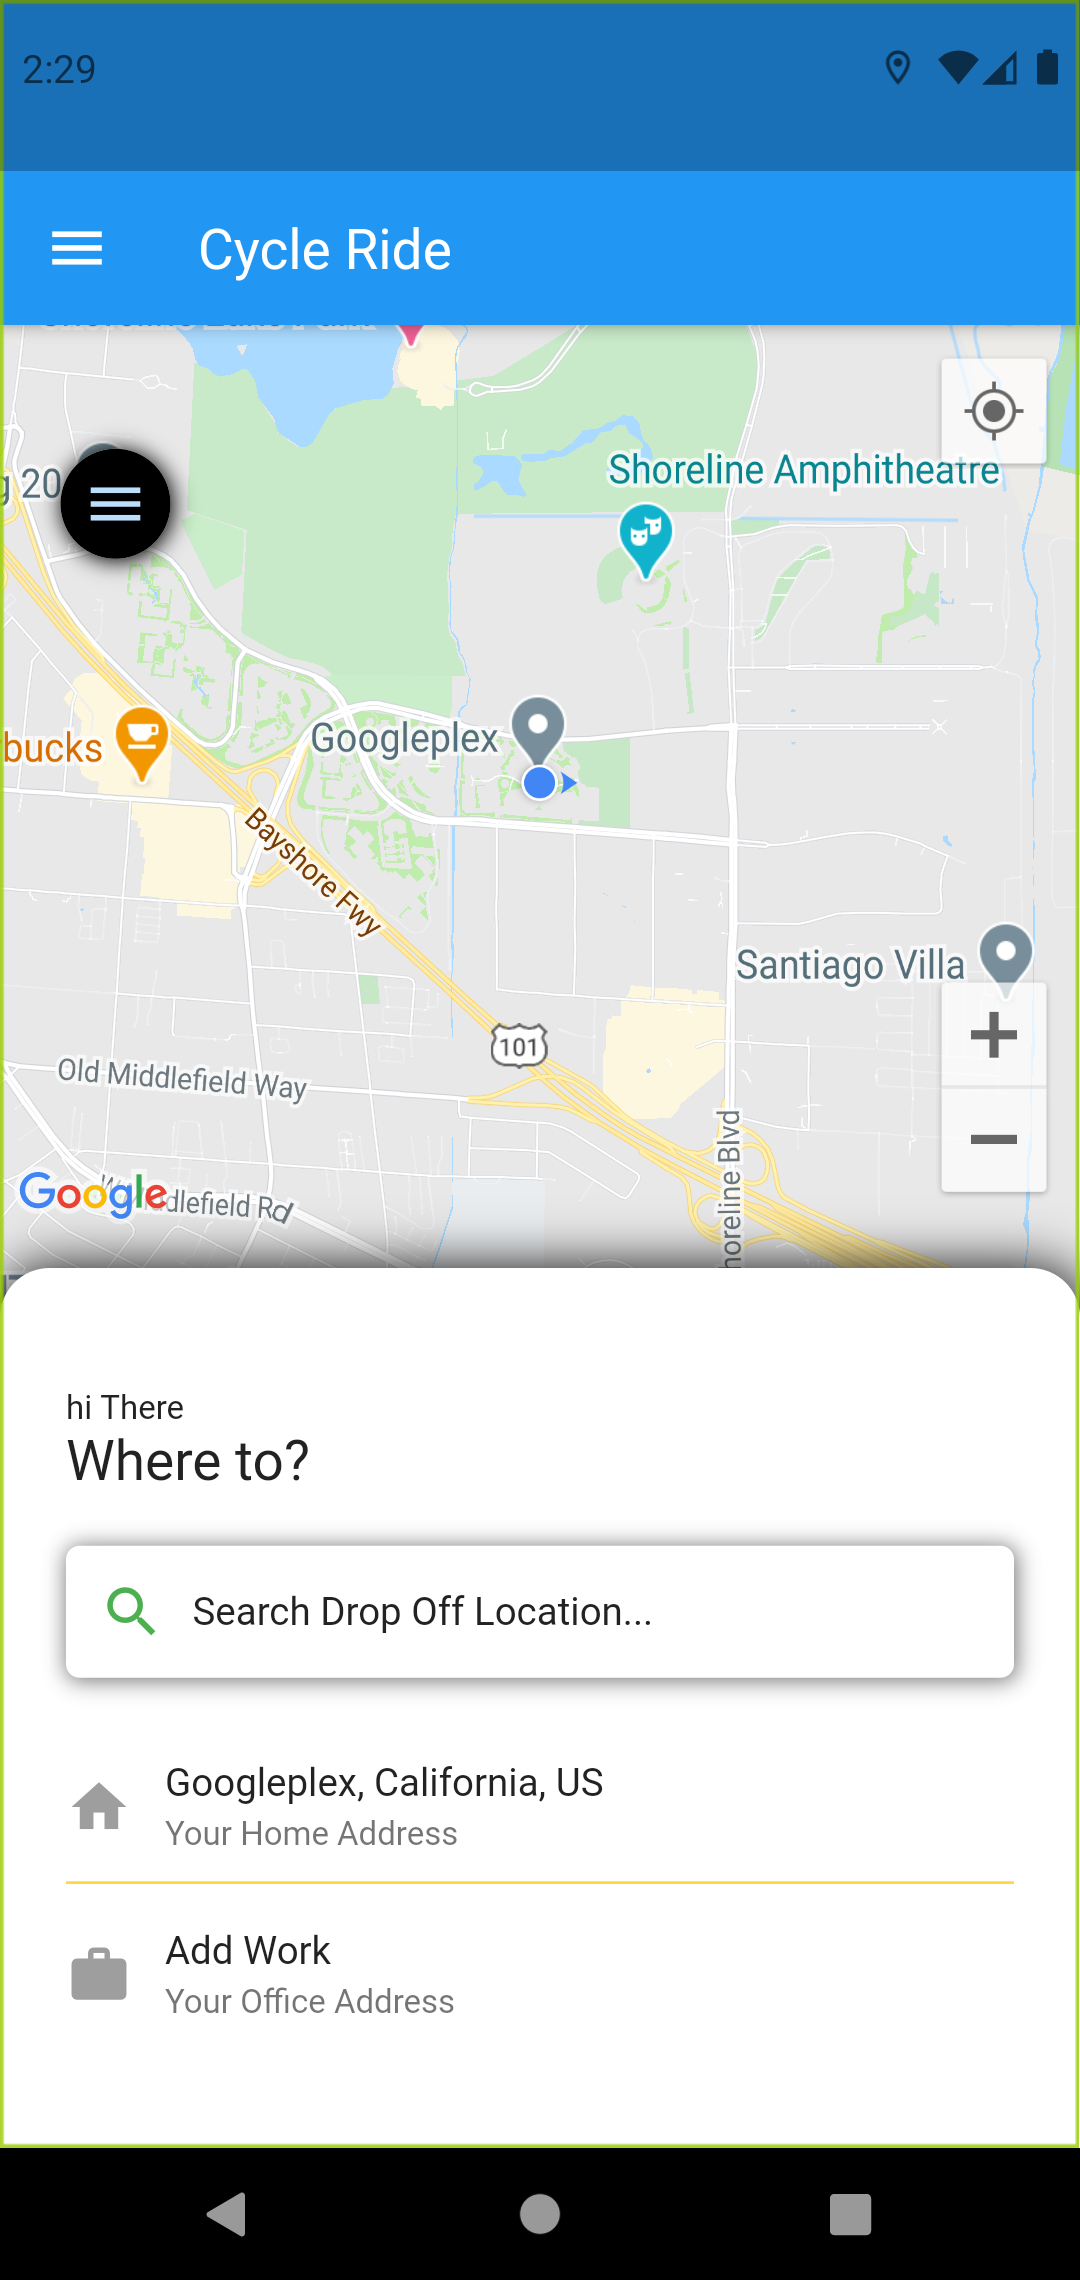 2:29
Cycle Ride
g 20
Shoreline Amphitheatre
Googleplex
bucks
Bayshore Fwy
Santiago Villa
101
Old Middlefield Way
Google
dlefield Rd
horeline Blvd
hi There
Where to?
Search Drop Off Location...
Googleplex, California, US
Your Home Address
Add Work
Your Office Address